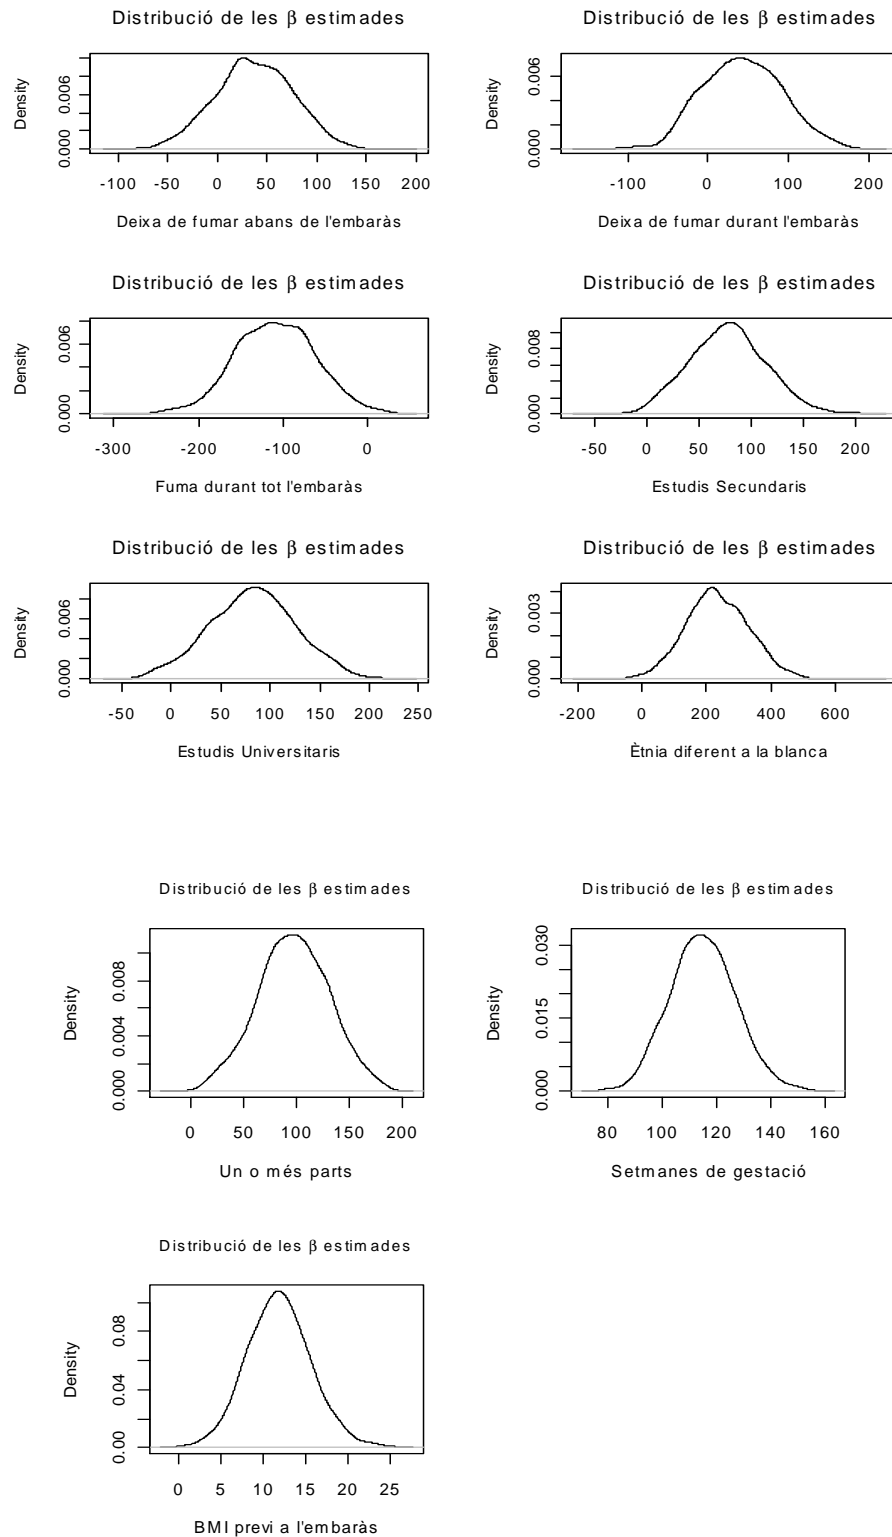 Distribució de les β estimades
Density
0.000
0.006
-100 -50 0 50 100 150 200
Deixa de fumar abans de l'embaràs
Distribució de les β estimades
Density
0.000
0.006
-100 0 100 200
Deixa de fumar durant l'embaràs
Distribució de les β estimades
Density
0.000
0.006
-300 -200 -100 0
Fuma durant tot l'embaràs
Distribució de les β estimades
Density
0.000
0.008
-50 0 50 100 150 200
Estudis Secundaris
Distribució de les β estimades
Density
0.000
0.006
-50 0 50 100 150 200 250
Estudis Universitaris
Distribució de les β estimades
Density
0.000
0.003
-200 0 200 400 600
Ètnia diferent a la blanca
Distribució de les β estimades
Density
0.000
0.004
0.008
0 50 100 150 200
Un o més parts
Distribució de les β estimades
Density
0.000
0.015
0.030
80 100 120 140 160
Setmanes de gestació
Distribució de les β estimades
Density
0.00
0.04
0.08
0 5 10 15 20 25
BMI previ a l'embaràs